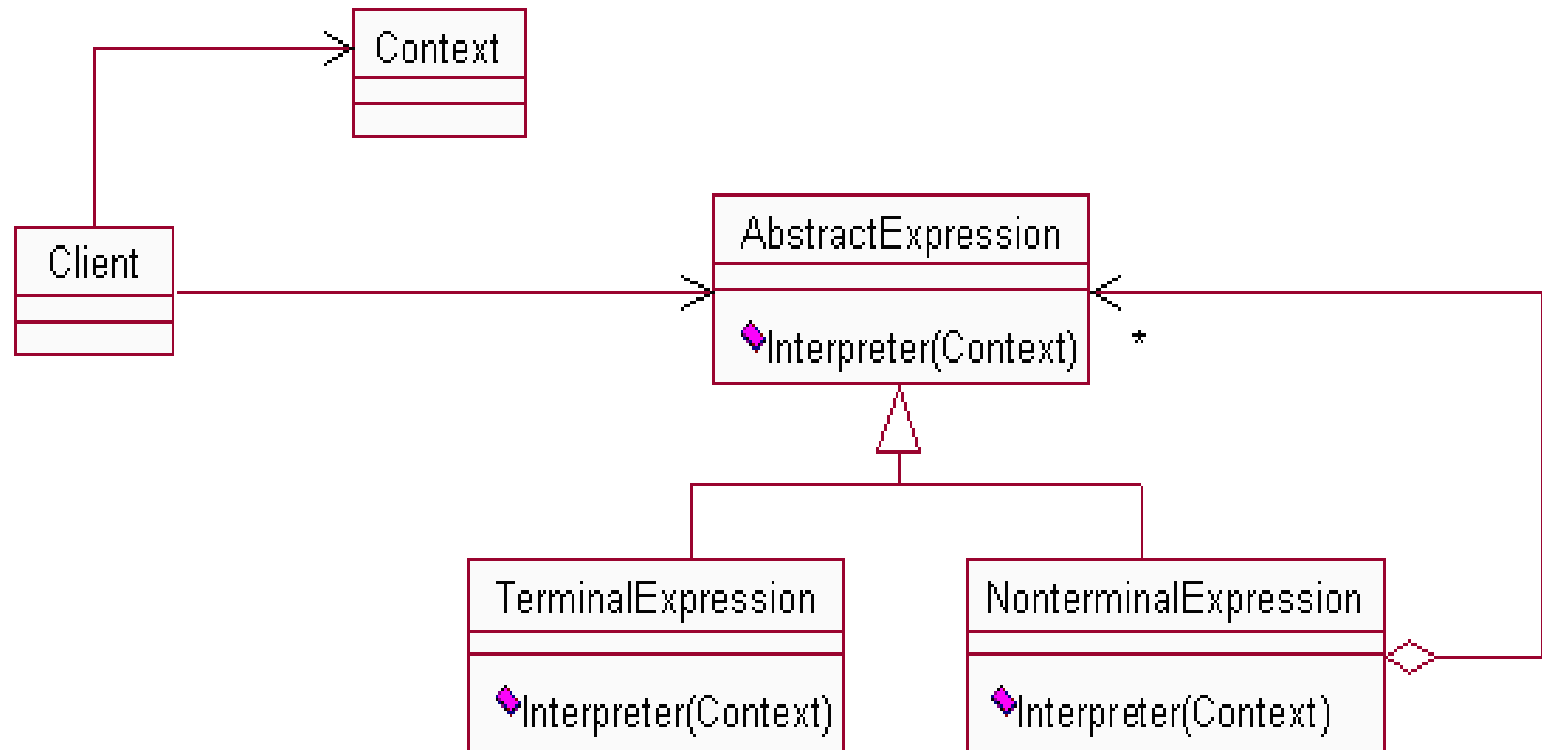 Context
Client
AbstractExpression
Interpreter(Context)
*
TerminalExpression
Interpreter(Context)
NonterminalExpression
Interpreter(Context)